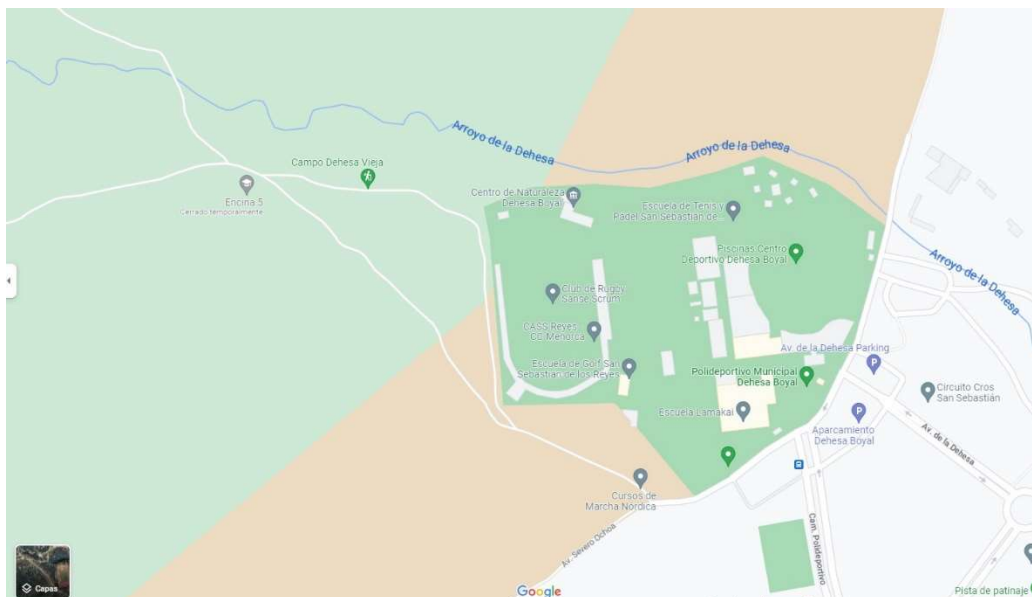 Arroyo de la Dehesa
Arroyo de la Dehesa
Campo Dehesa Vieja
Encina 5
Cerrado temporalmente
Centro de Naturaleza
Dehesa Boyal
Escuela de Tenis y
Padel San Sebastián de...
Piscinas Centro
Deportivo Dehesa Boyal
Arroyo de la Dehesa
Club de Rugby
Sanse Scrum
CASS Reyes
CC Menorca
Escuela de Golf San
Sebastián de los Reyes
Av. de la Dehesa Parking
P
Polideportivo Municipal
Dehesa Boyal
Circuito Cros
San Sebastián
Escuela Lamakai
P
Aparcamiento
Dehesa Boyal
Av. de la Dehesa
Cursos de
Marcha Nórdica
Av. Severo Ochoa
Cam. Polideportivo
Capas
Google
Pista de patinaje